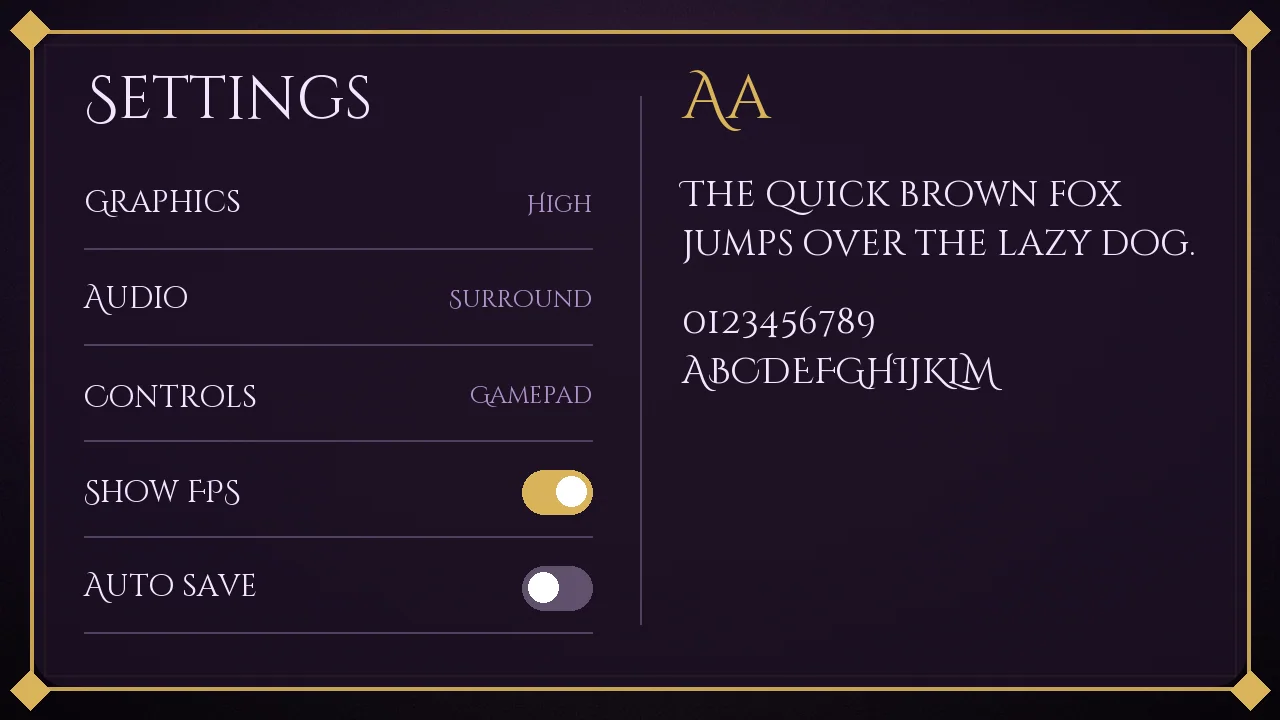 Settings
Graphics High
Audio Surround
Controls Gamepad
Show FPS
Auto save
Aa
The quick brown fox
jumps over the lazy dog.
0123456789
ABCDEFGHIJKLM